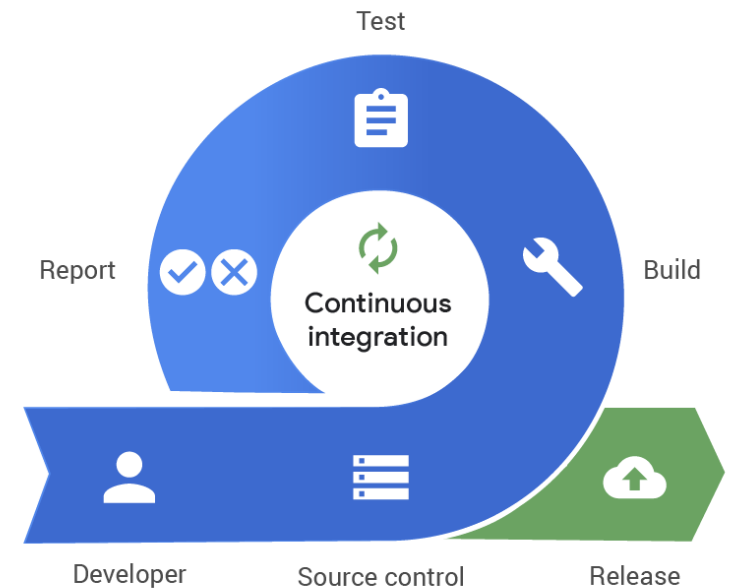 Test
Report
Build
Continuous
integration
Developer
Source control
Release